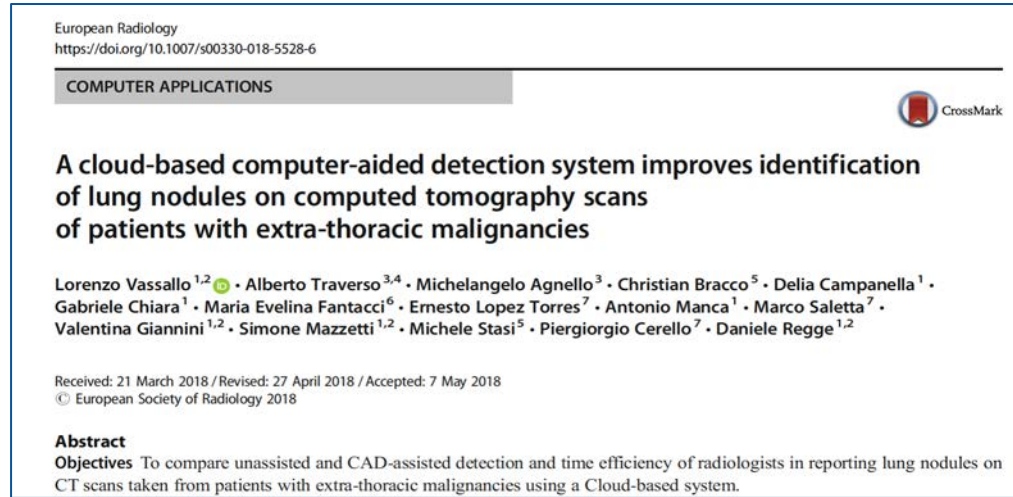 European Radiology
https://doi.org/10.1007/s00330-018-5528-6
COMPUTER APPLICATIONS
CrossMark
A cloud-based computer-aided detection system improves identification
of lung nodules on computed tomography scans
of patients with extra-thoracic malignancies
Lorenzo Vassallo 1,2 iD · Alberto Traverso 3,4 · Michelangelo Agnello 3 · Christian Bracco 5 · Delia Campanella 1 ·
Gabriele Chiara 1 · Maria Evelina Fantacci 6 · Ernesto Lopez Torres 7 · Antonio Manca 1 · Marco Saletta 7 ·
Valentina Giannini 1,2 · Simone Mazzetti 1,2 · Michele Stasi 5 · Piergiorgio Cerello 7 · Daniele Regge 1,2
Received: 21 March 2018 / Revised: 27 April 2018 / Accepted: 7 May 2018
© European Society of Radiology 2018
Abstract
Objectives To compare unassisted and CAD-assisted detection and time efficiency of radiologists in reporting lung nodules on
CT scans taken from patients with extra-thoracic malignancies using a Cloud-based system.